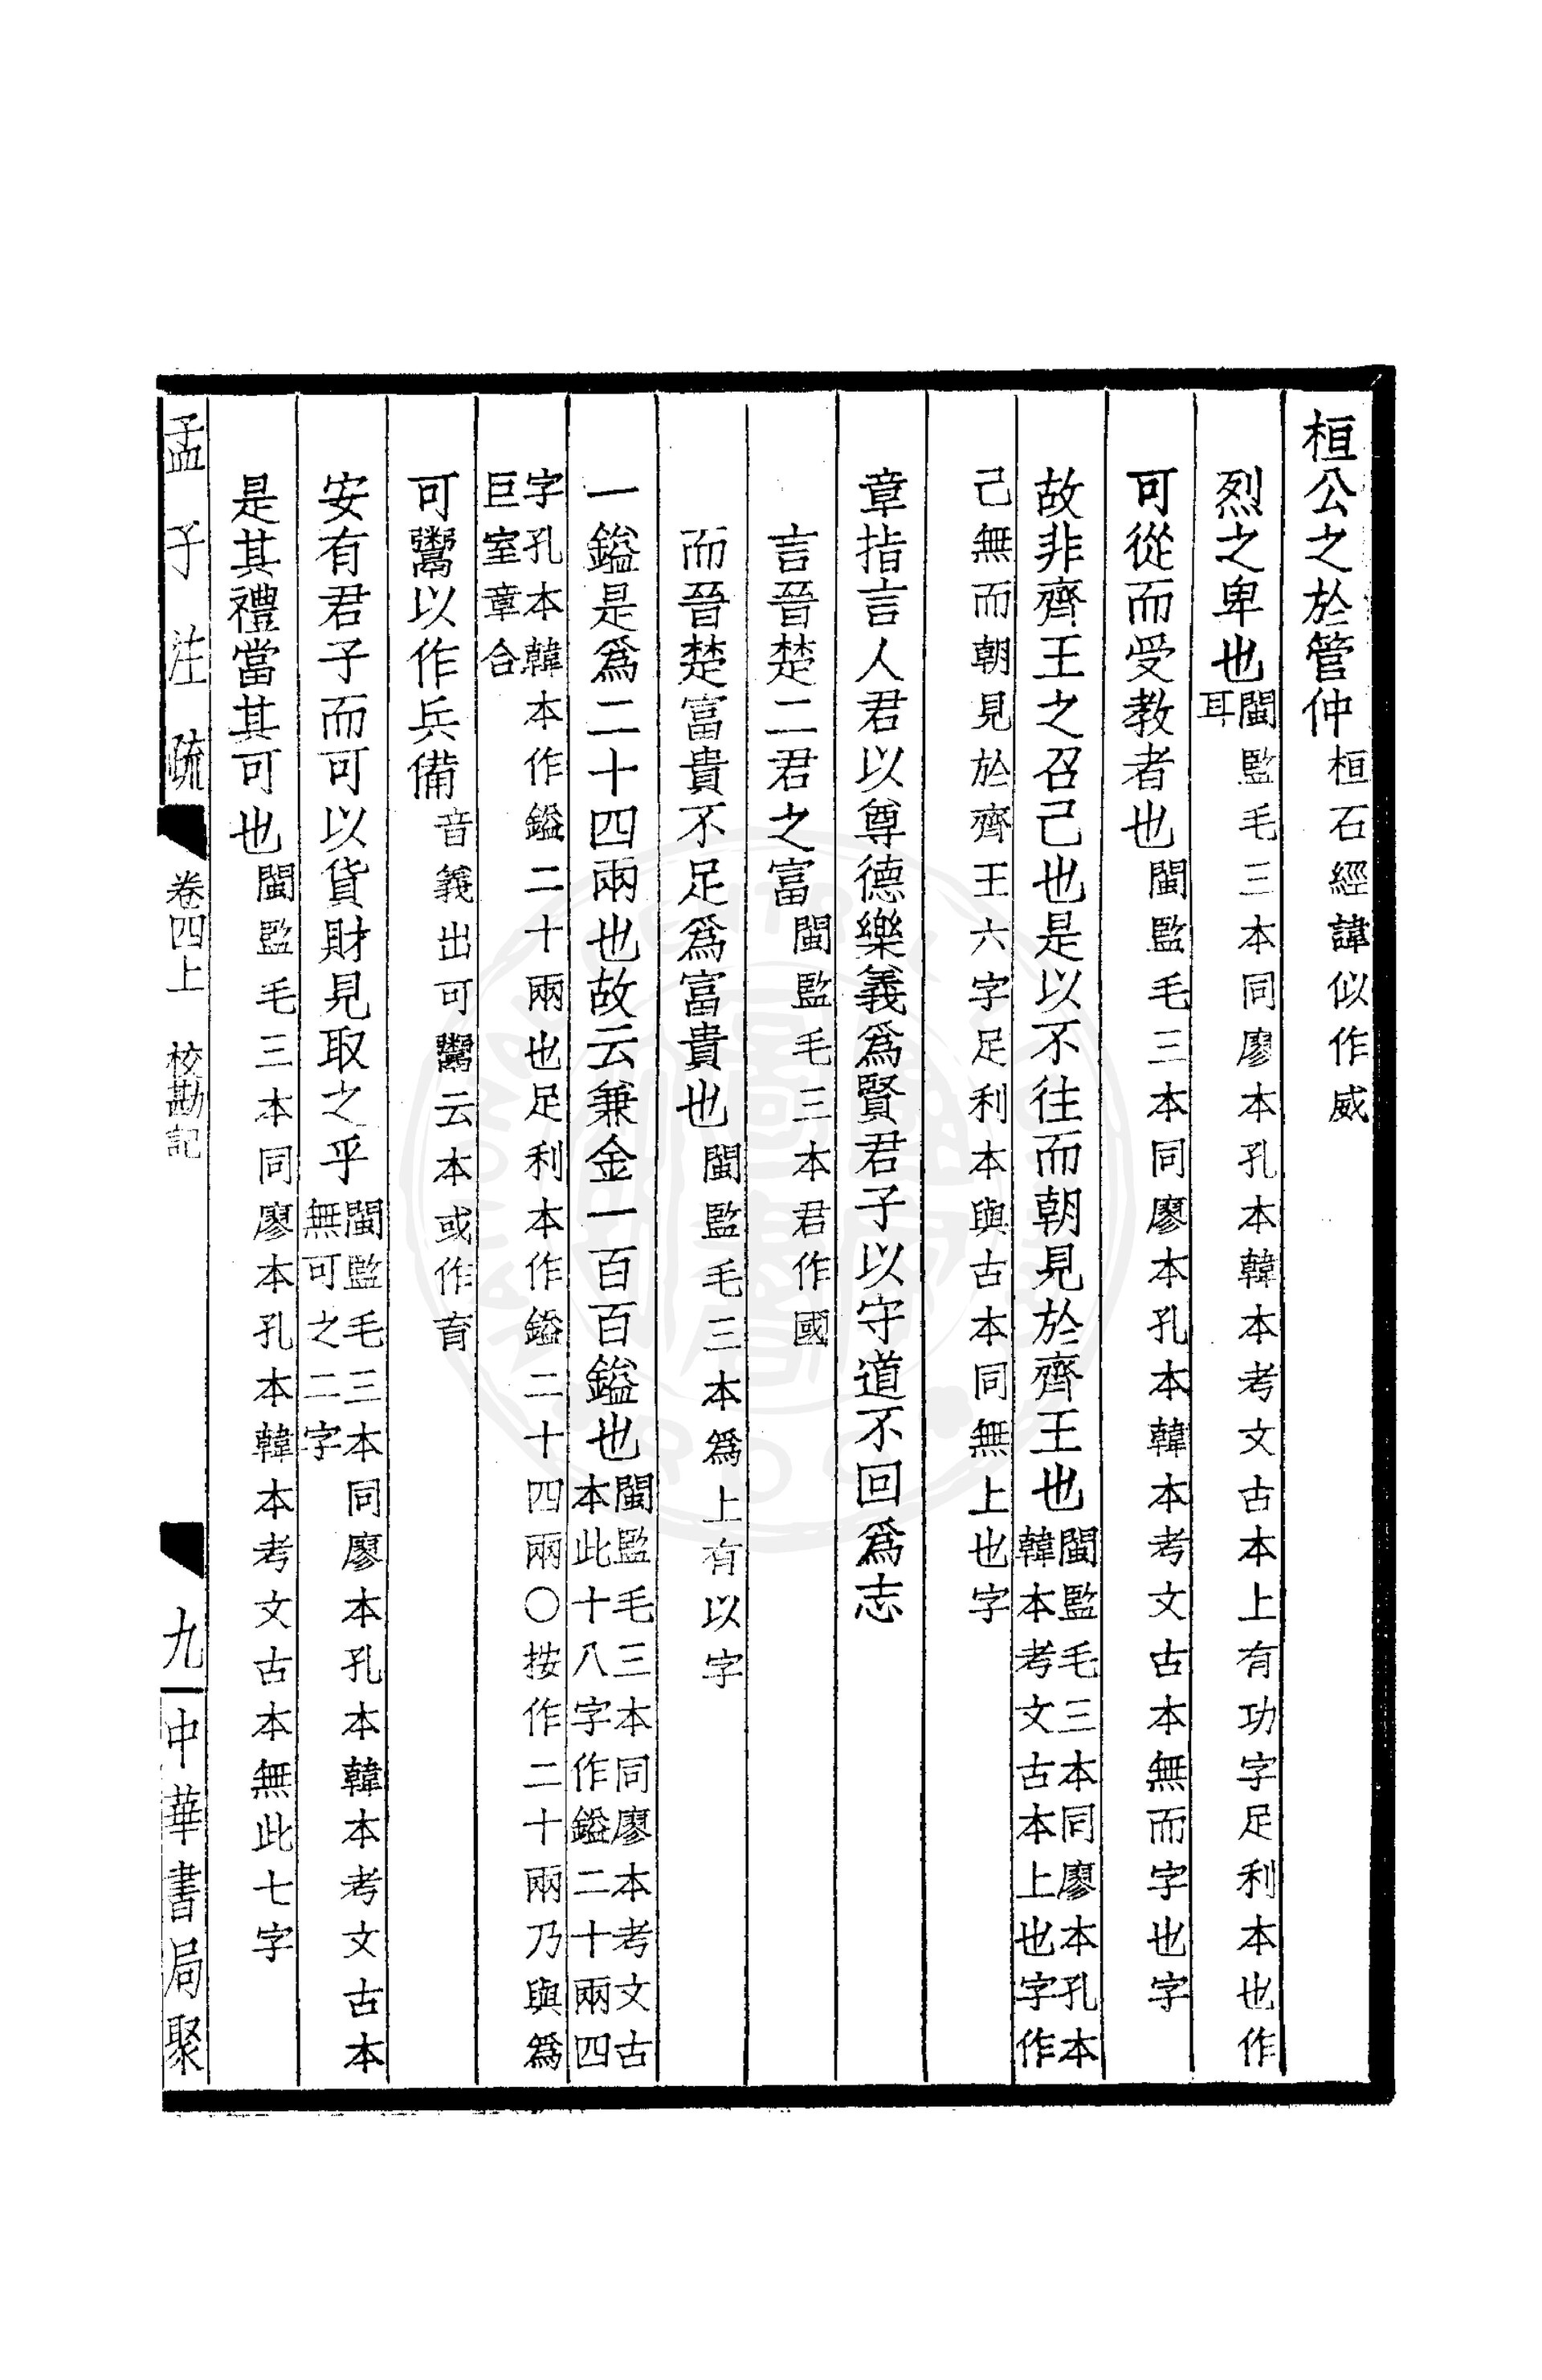 桓公之於管仲桓石經諱似作威
烈之卑也閩監毛三本同廖本孔本韓本考文古本上有功字足利本也作耳
可從而受教者也閩監毛三本同廖本孔本韓本考文古本無而字也字
故非齊王之召己也是以不往而朝見於齊王也閩監毛三本同廖本孔本韓本考文古本上也字作
己無而朝見於齊王六字足利本與古本同無上也字
章指言人君以尊德樂義爲賢君子以守道不回爲志
言晉楚二君之富閩監毛三本君作國
而晉楚富貴不足爲富貴也閩監毛三本爲上有以字
一鎰是爲二十四兩也故云兼金一百百鎰也閩監毛三本同廖本考文古本此十八字作鎰二十兩四
字孔本韓本作鎰二十兩也足利本作鎰二十四兩〇按作二十兩乃與爲巨室章合
可鬻以作兵備音義出可鬻云本或作育
安有君子而可以貨財見取之乎閩監毛三本同廖本孔本韓本考文古本無可之二字
是其禮當其可也閩監毛三本同廖本孔本韓本考文古本無此七字
孟子注疏 卷四上 校勘記 九 中華書局聚